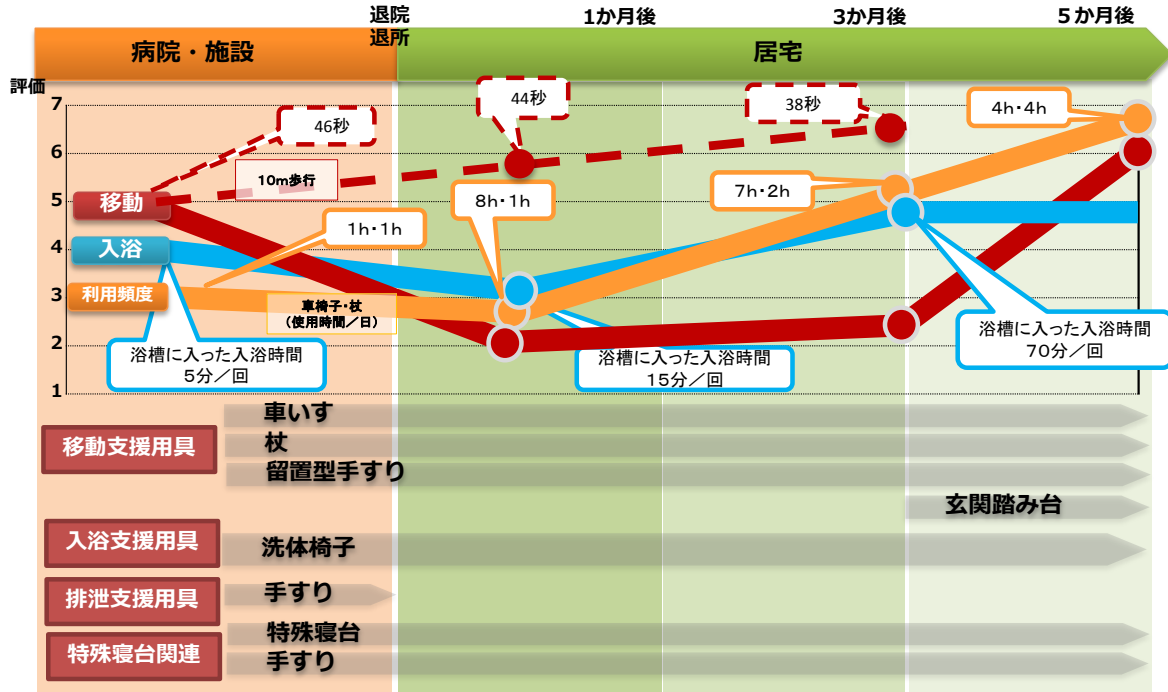 退院
退所
1か月後
3か月後
5か月後
病院・施設
居宅
評価
7
6
5
4
3
2
1
46秒
44秒
38秒
4h・4h
10m歩行
移動
8h・1h
7h・2h
1h・1h
入浴
利用頻度
車椅子・杖
(使用時間/日)
浴槽に入った入浴時間
5分/回
浴槽に入った入浴時間
15分/回
浴槽に入った入浴時間
70分/回
車いす
移動支援用具
杖
留置型手すり
玄関踏み台
入浴支援用具
洗体椅子
排泄支援用具
手すり
特殊寝台
特殊寝台関連
手すり